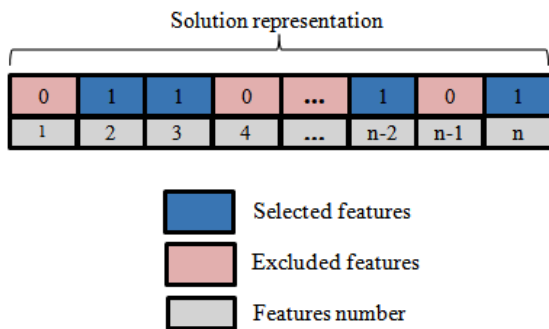 Solution representation
0 1 1 0 ... 1 0 1
1 2 3 4 ... n-2 n-1 n
Selected features
Excluded features
Features number